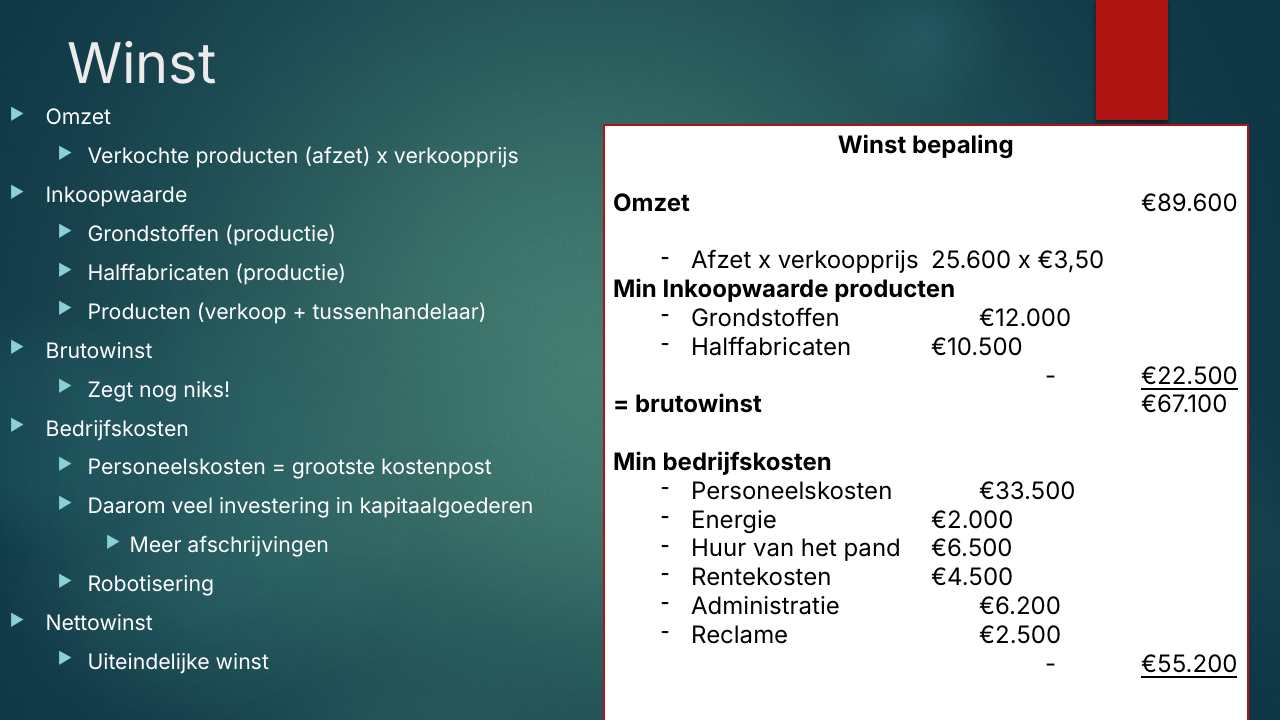 Winst
Omzet
Verkochte producten (afzet) x verkoopprijs
Inkoopwaarde
Grondstoffen (productie)
Halffabricaten (productie)
Producten (verkoop + tussenhandelaar)
Brutowinst
Zegt nog niks!
Bedrijfskosten
Personeelskosten = grootste kostenpost
Daarom veel investering in kapitaalgoederen
Meer afschrijvingen
Robotisering
Nettowinst
Uiteindelijke winst
Winst bepaling
Omzet €89.600
- Afzet x verkoopprijs 25.600 x €3,50
Min Inkoopwaarde producten
- Grondstoffen €12.000
- Halffabricaten €10.500
- €22.500
= brutowinst €67.100
Min bedrijfskosten
- Personeelskosten €33.500
- Energie €2.000
- Huur van het pand €6.500
- Rentekosten €4.500
- Administratie €6.200
- Reclame €2.500
- €55.200